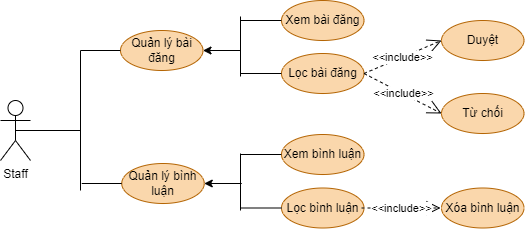 Xem bài đăng
Quản lý bài
đăng
Lọc bài đăng
<<include>>
Duyệt
<<include>>
Từ chối
Staff
Xem bình luận
Quản lý bình
luận
Lọc bình luận
<<include>>
Xóa bình luận